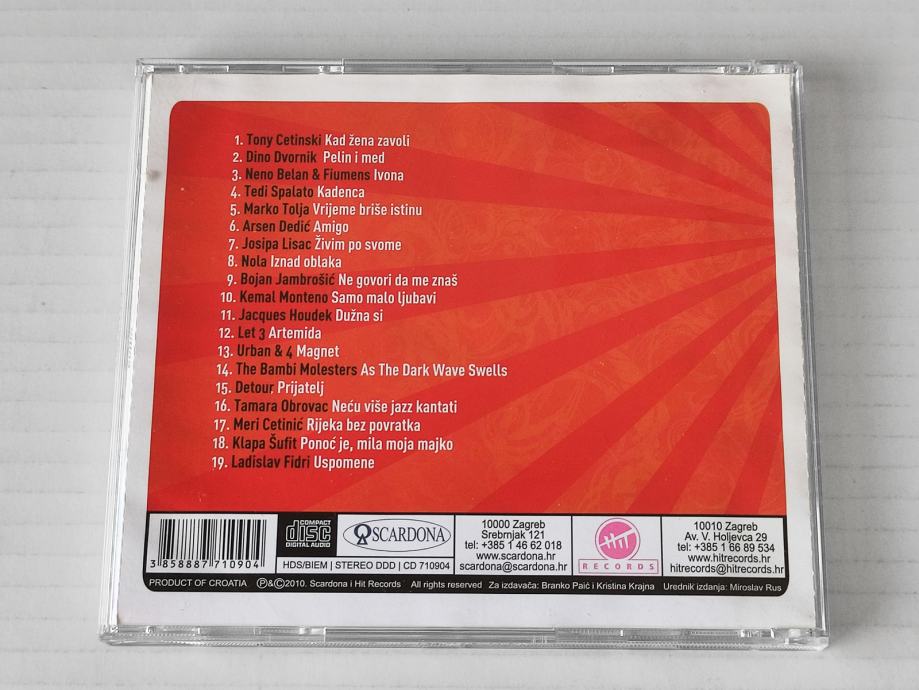 1. Tony Cetinski Kad žena zavoli
2. Dino Dvornik Pelin i med
3. Neno Belan & Fiumens Ivona
4. Tedi Spalato Kadenca
5. Marko Tolja Vrijeme briše istinu
6. Arsen Dedić Amigo
7. Josipa Lisac Živim po svome
8. Nola Iznad oblaka
9. Bojan Jambrošić Ne govori da me znaš
10. Kemal Monteno Samo malo ljubavi
11. Jacques Houdek Dužna si
12. Let 3 Artemida
13. Urban & 4 Magnet
14. The Bambi Molesters As The Dark Wave Swells
15. Detour Prijatelj
16. Tamara Obrovac Neću više jazz kantati
17. Meri Cetinić Rijeka bez povratka
18. Klapa Šufit Ponoć je, mila moja majko
19. Ladislav Fidri Uspomene
3 858887 710904
COMPACT
disc
DIGITAL AUDIO
SCARDONA
HDS/BIEM | STEREO DDD | CD 710904
10000 Zagreb
Srebrnjak 121
tel: +385 1 46 62 018
www.scardona.hr
scardona@scardona.hr
Hit
RECORDS
10010 Zagreb
Av. V. Holjevca 29
tel: +385 1 66 89 534
www.hitrecords.hr
hitrecords@hitrecords.hr
PRODUCT OF CROATIA ℗&©2010. Scardona i Hit Records All rights reserved Za izdavača: Branko Paić i Kristina Krajna Urednik izdanja: Miroslav Rus